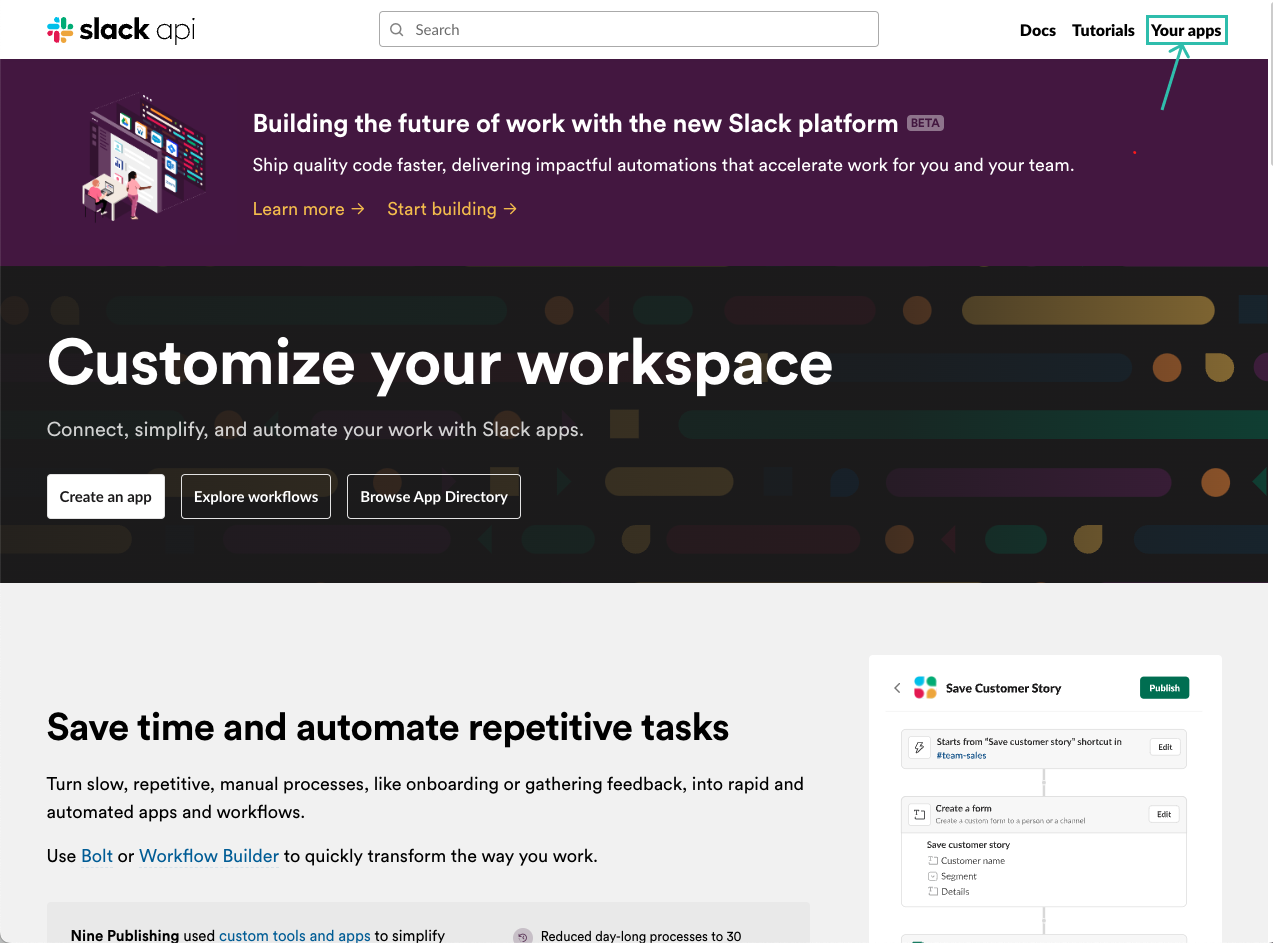 slack api
Search
Docs Tutorials Your apps
Building the future of work with the new Slack platform BETA
Ship quality code faster, delivering impactful automations that accelerate work for you and your team.
Learn more → Start building →
Customize your workspace
Connect, simplify, and automate your work with Slack apps.
Create an app Explore workflows Browse App Directory
Save time and automate repetitive tasks
Turn slow, repetitive, manual processes, like onboarding or gathering feedback, into rapid and
automated apps and workflows.
Use Bolt or Workflow Builder to quickly transform the way you work.
Nine Publishing used custom tools and apps to simplify
Reduced day-long processes to 30
Save Customer Story Publish
Starts from “Save customer story” shortcut in
#team-sales
Edit
Create a form
Create a custom form to a person or a channel
Edit
Save customer story
Customer name
Segment
Details